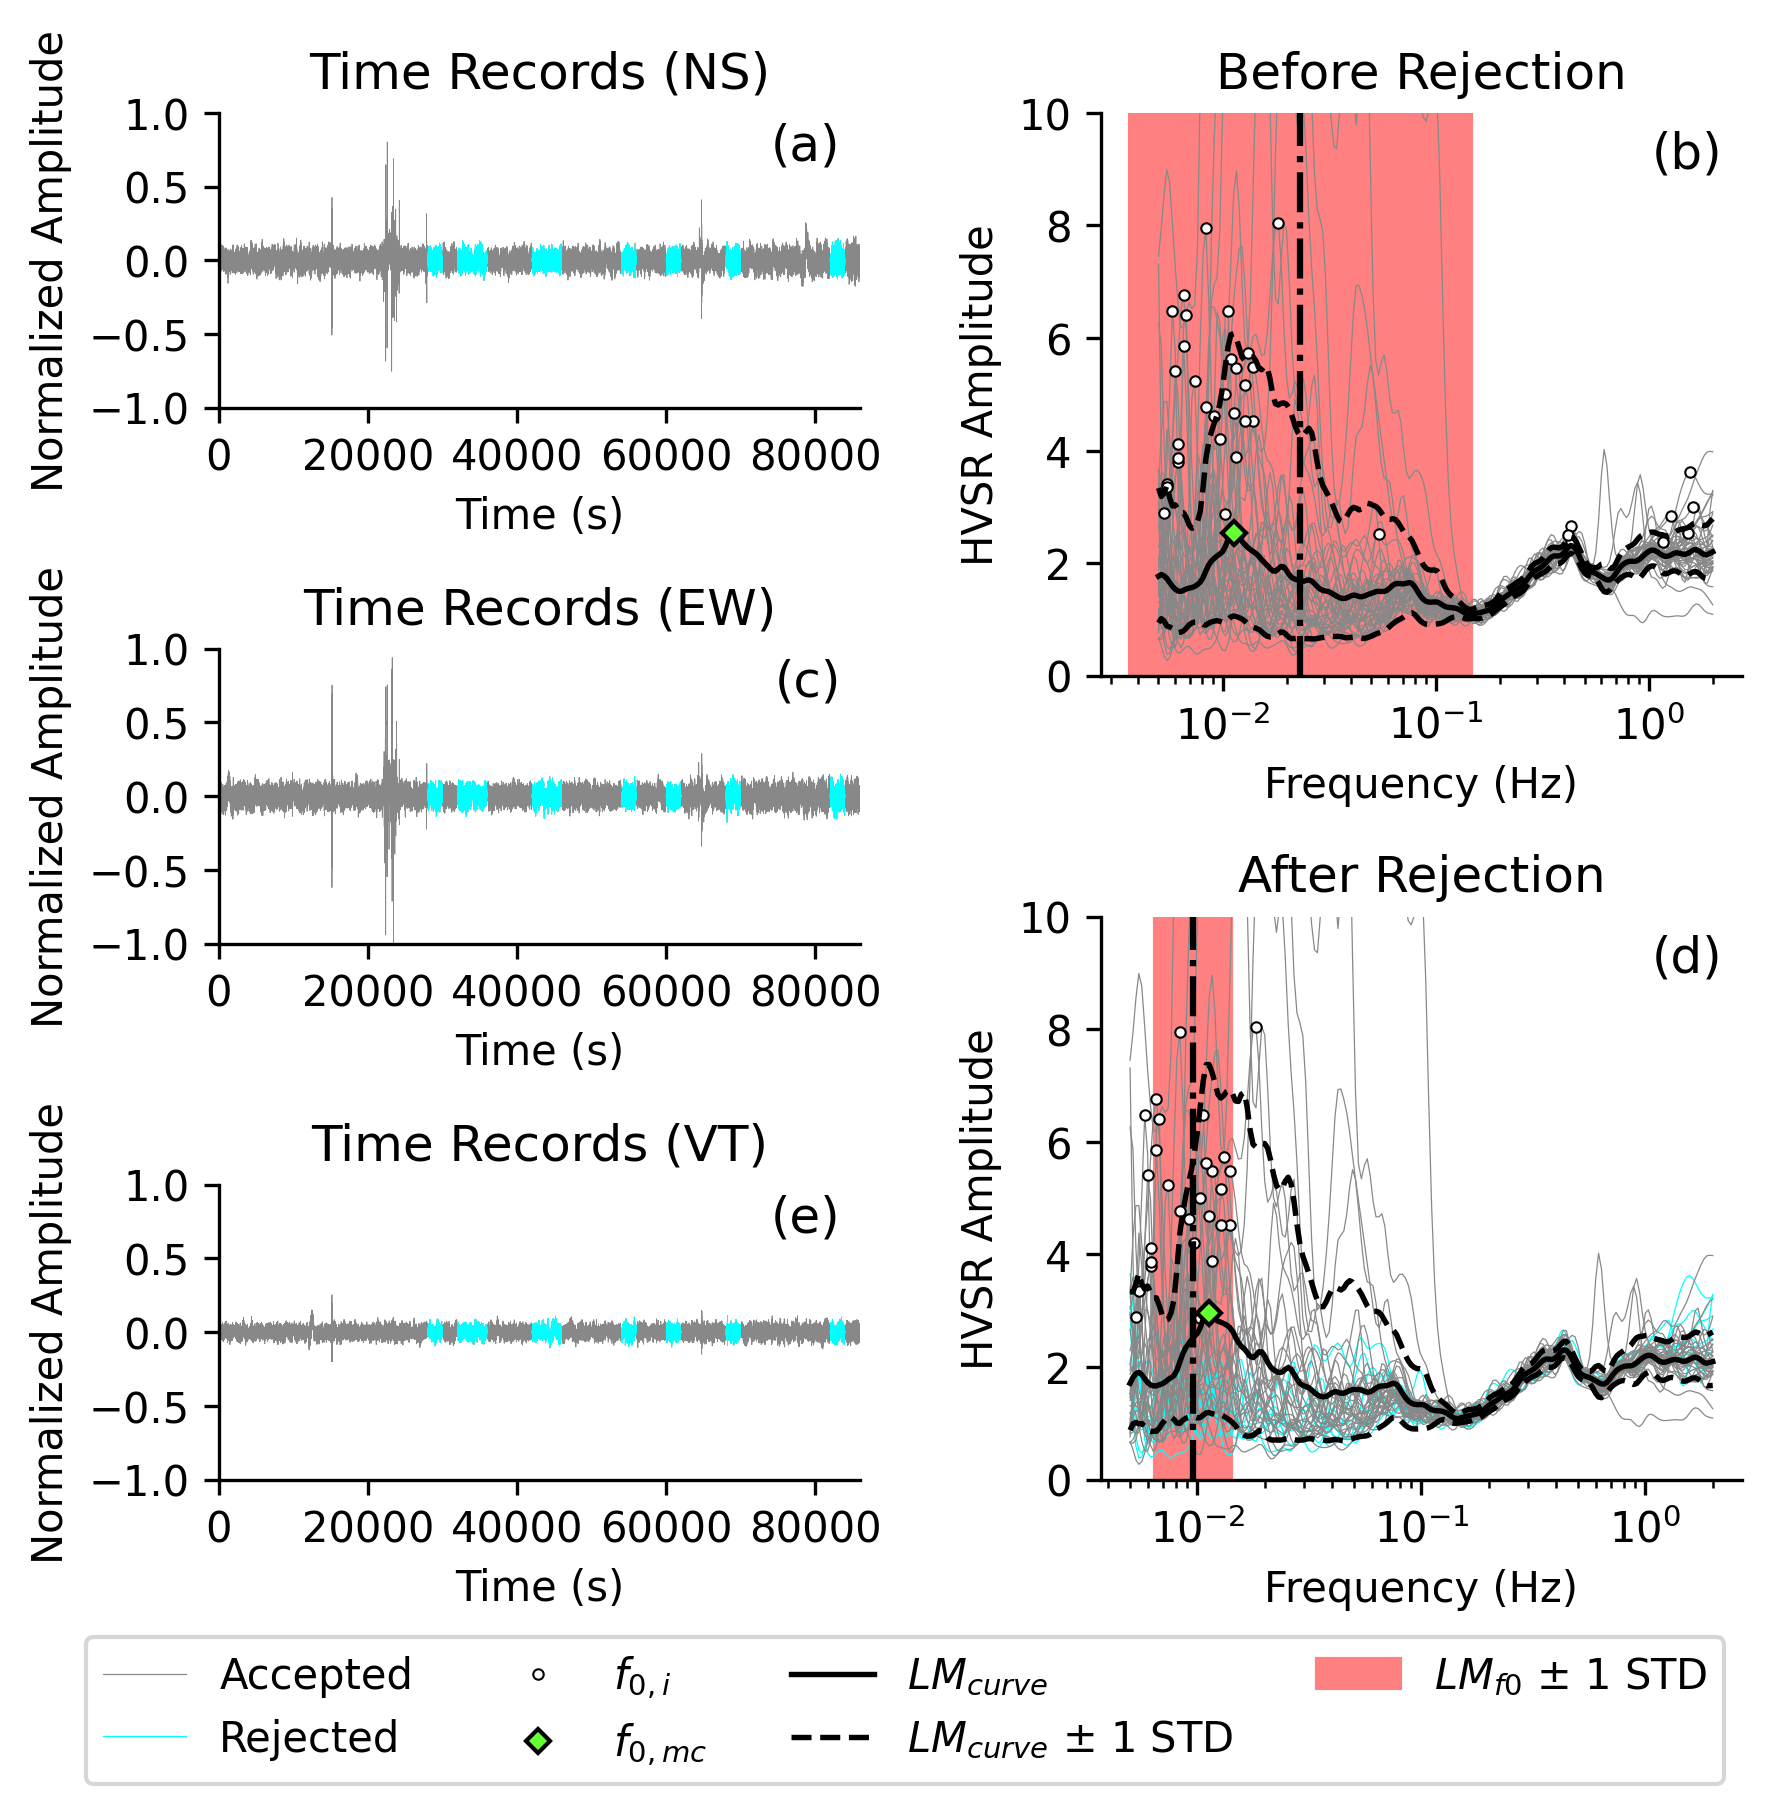 Time Records (NS)
(a)
Normalized Amplitude
1.0
0.5
0.0
−0.5
−1.0
0 20000 40000 60000 80000
Time (s)
Before Rejection
(b)
HVSR Amplitude
10
8
6
4
2
0
10⁻² 10⁻¹ 10⁰
Frequency (Hz)
Time Records (EW)
(c)
Normalized Amplitude
1.0
0.5
0.0
−0.5
−1.0
0 20000 40000 60000 80000
Time (s)
After Rejection
(d)
HVSR Amplitude
10
8
6
4
2
0
10⁻² 10⁻¹ 10⁰
Frequency (Hz)
Time Records (VT)
(e)
Normalized Amplitude
1.0
0.5
0.0
−0.5
−1.0
0 20000 40000 60000 80000
Time (s)
Accepted
Rejected
f0,i
f0,mc
LMcurve
LMcurve ± 1 STD
LMf0 ± 1 STD